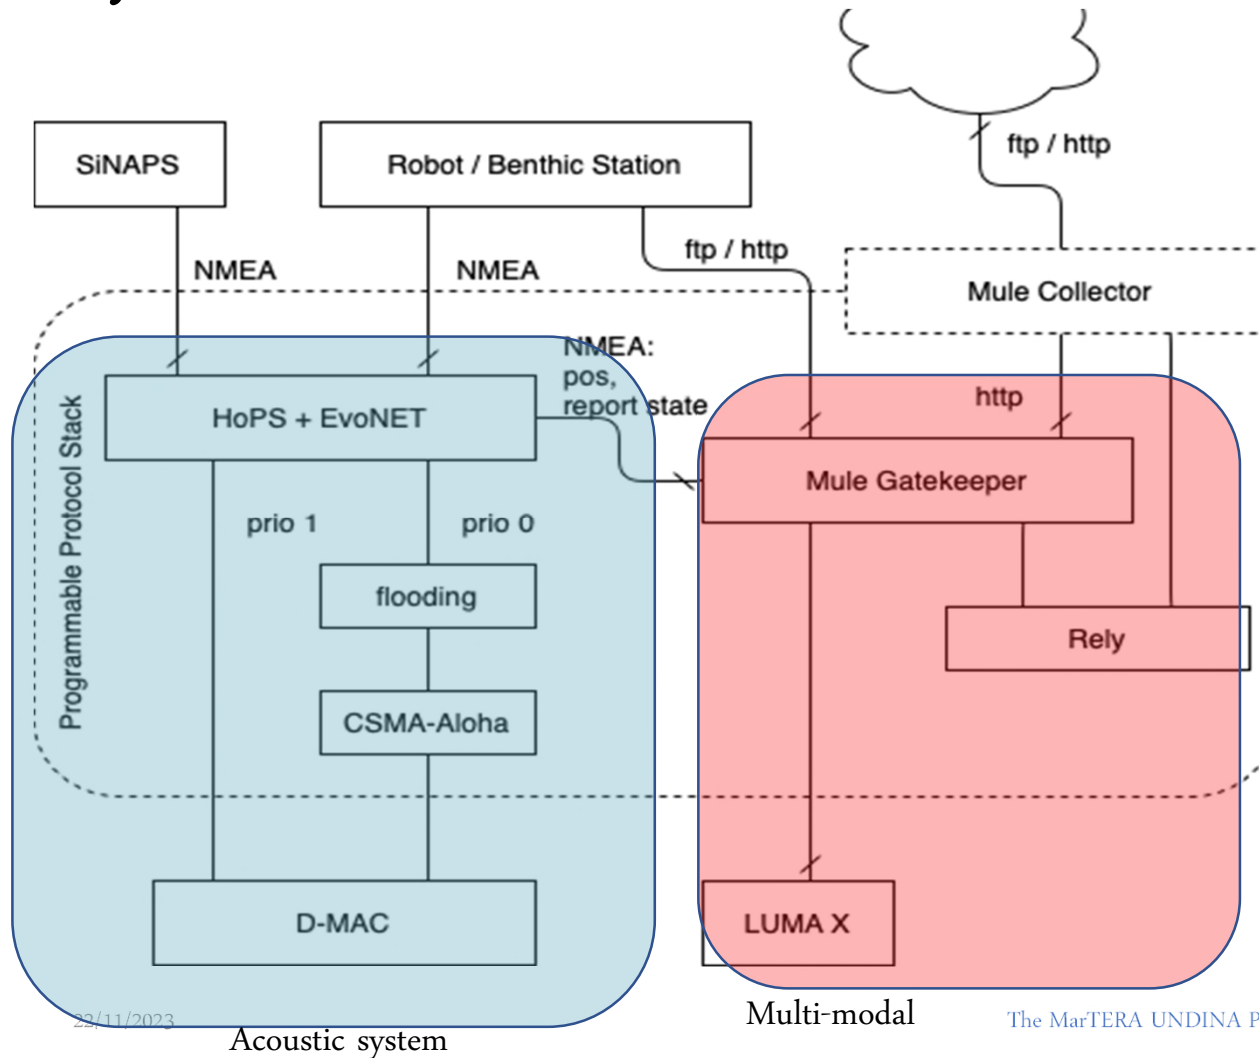 ftp / http
SiNAPS
Robot / Benthic Station
ftp / http
NMEA
NMEA
Mule Collector
NMEA:
pos,
report state
http
HoPS + EvoNET
Mule Gatekeeper
Programmable Protocol Stack
prio 1
prio 0
flooding
Rely
CSMA-Aloha
D-MAC
LUMA X
22/11/2023
Acoustic system
Multi-modal
The MarTERA UNDINA P